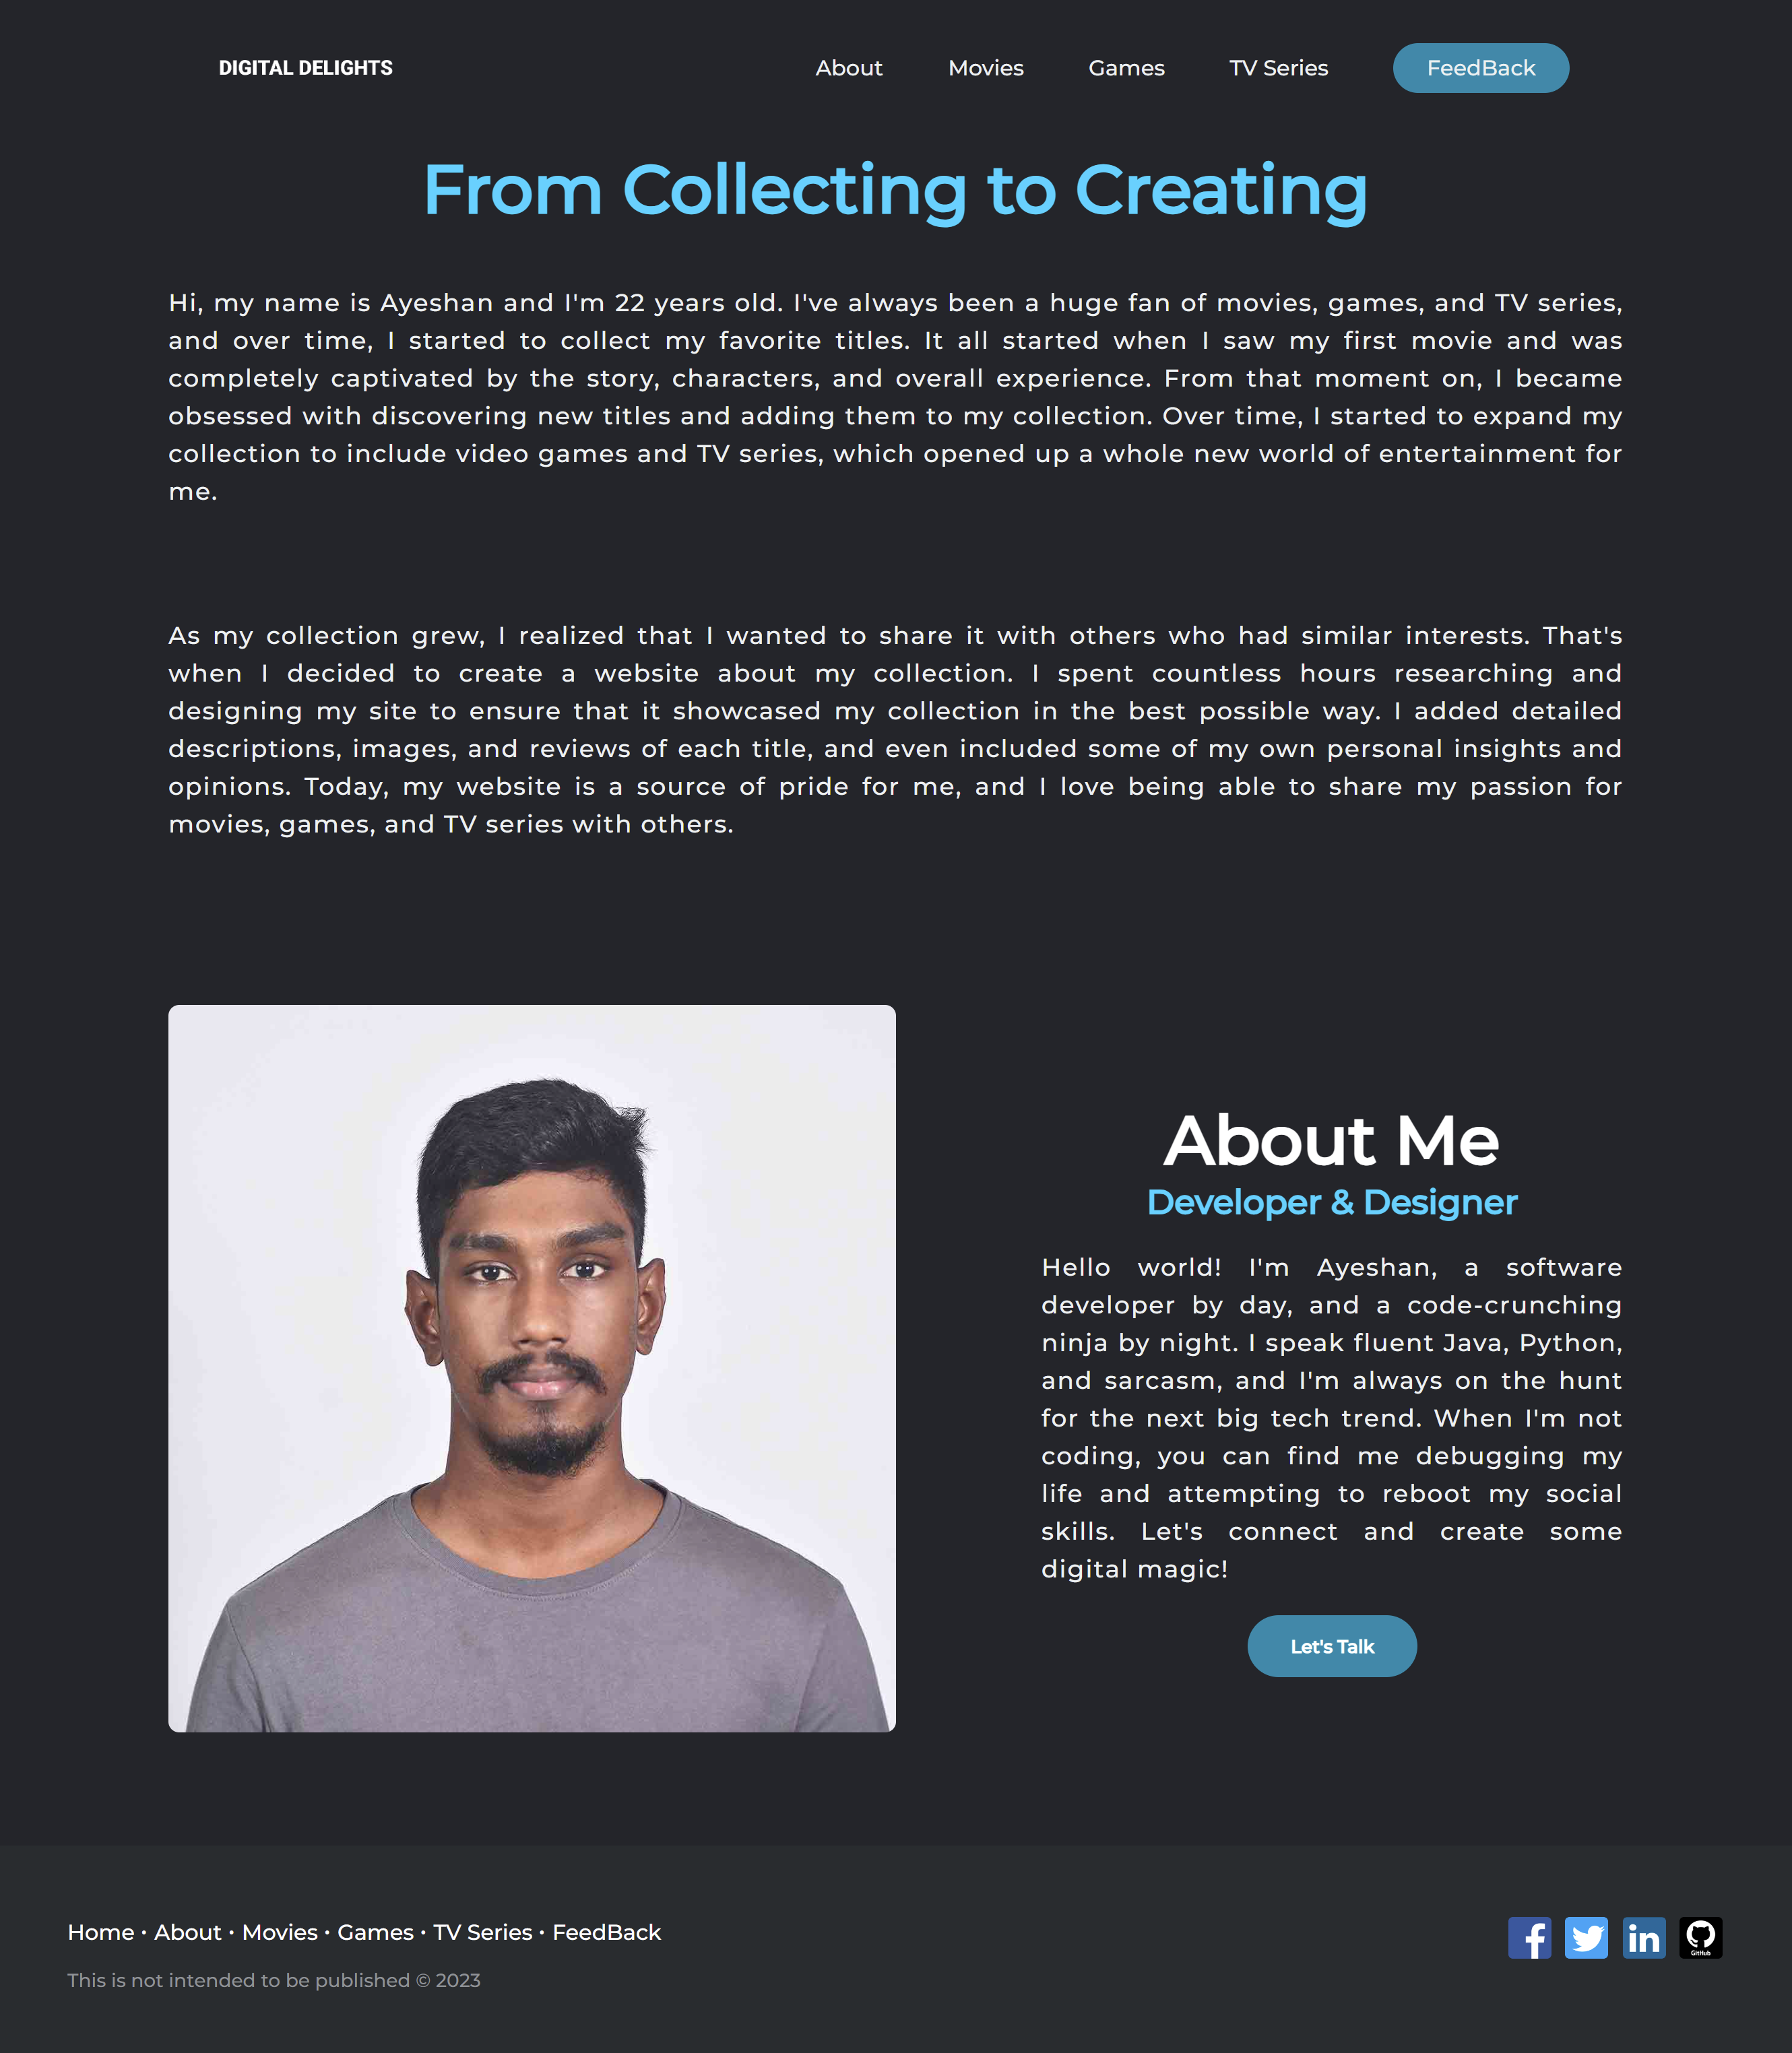 DIGITAL DELIGHTS
About Movies Games TV Series FeedBack
From Collecting to Creating
Hi, my name is Ayeshan and I'm 22 years old. I've always been a huge fan of movies, games, and TV series,
and over time, I started to collect my favorite titles. It all started when I saw my first movie and was
completely captivated by the story, characters, and overall experience. From that moment on, I became
obsessed with discovering new titles and adding them to my collection. Over time, I started to expand my
collection to include video games and TV series, which opened up a whole new world of entertainment for
me.
As my collection grew, I realized that I wanted to share it with others who had similar interests. That's
when I decided to create a website about my collection. I spent countless hours researching and
designing my site to ensure that it showcased my collection in the best possible way. I added detailed
descriptions, images, and reviews of each title, and even included some of my own personal insights and
opinions. Today, my website is a source of pride for me, and I love being able to share my passion for
movies, games, and TV series with others.
About Me
Developer & Designer
Hello world! I'm Ayeshan, a software
developer by day, and a code-crunching
ninja by night. I speak fluent Java, Python,
and sarcasm, and I'm always on the hunt
for the next big tech trend. When I'm not
coding, you can find me debugging my
life and attempting to reboot my social
skills. Let's connect and create some
digital magic!
Let's Talk
Home · About · Movies · Games · TV Series · FeedBack
This is not intended to be published © 2023
f
in
GitHub